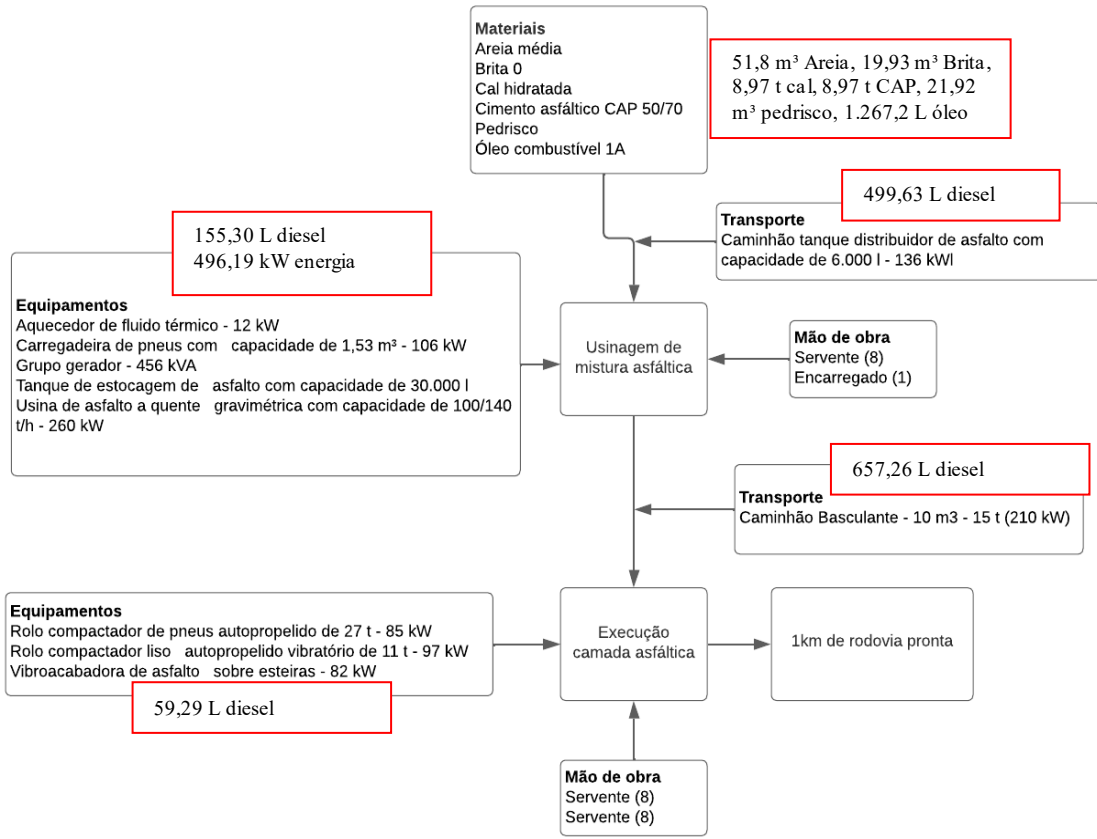 Materiais
Areia média
Brita 0
Cal hidratada
Cimento asfáltico CAP 50/70
Pedrisco
Óleo combustível 1A
51,8 m³ Areia, 19,93 m³ Brita,
8,97 t cal, 8,97 t CAP, 21,92
m³ pedrisco, 1.267,2 L óleo
499,63 L diesel
Transporte
Caminhão tanque distribuidor de asfalto com
capacidade de 6.000 l - 136 kWl
155,30 L diesel
496,19 kW energia
Equipamentos
Aquecedor de fluido térmico - 12 kW
Carregadeira de pneus com capacidade de 1,53 m³ - 106 kW
Grupo gerador - 456 kVA
Tanque de estocagem de asfalto com capacidade de 30.000 l
Usina de asfalto a quente gravimétrica com capacidade de 100/140
t/h - 260 kW
Usinagem de
mistura asfáltica
Mão de obra
Servente (8)
Encarregado (1)
657,26 L diesel
Transporte
Caminhão Basculante - 10 m3 - 15 t (210 kW)
Equipamentos
Rolo compactador de pneus autopropelido de 27 t - 85 kW
Rolo compactador liso autopropelido vibratório de 11 t - 97 kW
Vibroacabadora de asfalto sobre esteiras - 82 kW
59,29 L diesel
Execução
camada asfáltica
1km de rodovia pronta
Mão de obra
Servente (8)
Servente (8)